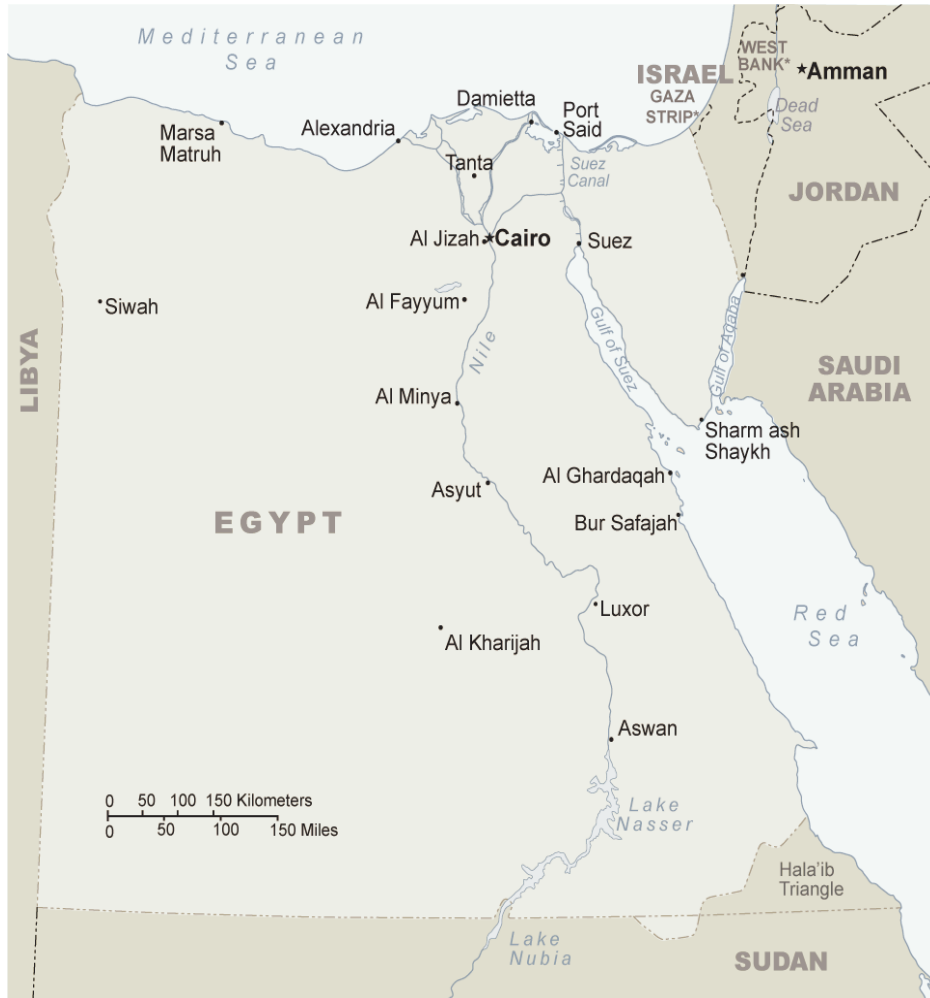 Mediterranean
Sea
WEST
BANK*
Amman
ISRAEL
GAZA
STRIP*
Dead
Sea
Damietta
Port
Said
Marsa
Matruh
Alexandria
Tanta
Suez
Canal
JORDAN
Al Jizah
Cairo
Suez
Siwah
Al Fayyum
Nile
Gulf of Suez
Gulf of Aqaba
LIBYA
SAUDI
ARABIA
Al Minya
Sharm ash
Shaykh
Asyut
Al Ghardaqah
EGYPT
Bur Safajah
Luxor
Red
Sea
Al Kharijah
Aswan
0 50 100 150 Kilometers
0 50 100 150 Miles
Lake
Nasser
Hala'ib
Triangle
Lake
Nubia
SUDAN